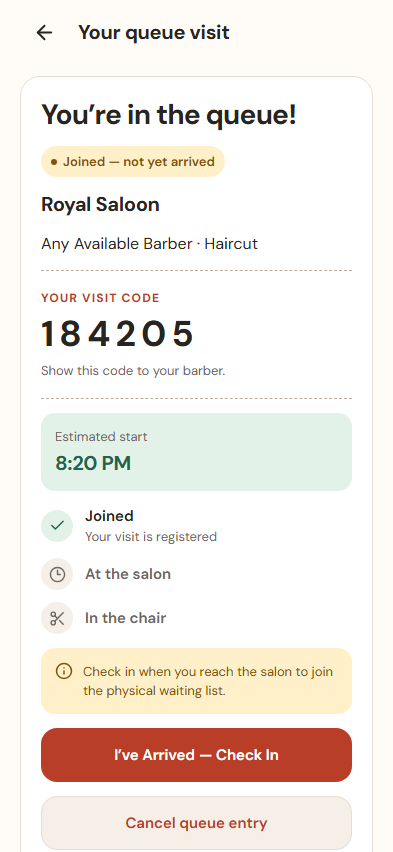 Your queue visit
You’re in the queue!
Joined — not yet arrived
Royal Saloon
Any Available Barber · Haircut
YOUR VISIT CODE
184205
Show this code to your barber.
Estimated start
8:20 PM
Joined
Your visit is registered
At the salon
In the chair
Check in when you reach the salon to join
the physical waiting list.
I’ve Arrived — Check In
Cancel queue entry